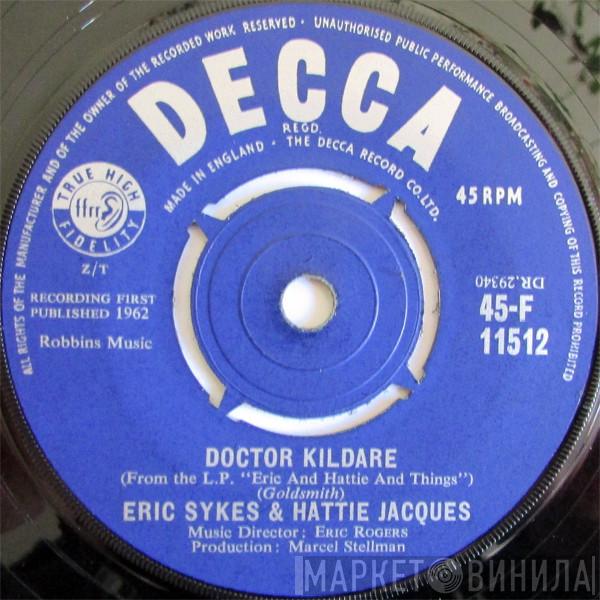 ALL RIGHTS OF THE MANUFACTURER AND OF THE OWNER OF THE RECORDED WORK RESERVED · UNAUTHORISED PUBLIC PERFORMANCE BROADCASTING AND COPYING OF THIS RECORD PROHIBITED
DECCA
REGD.
MADE IN ENGLAND · THE DECCA RECORD CO. LTD.
TRUE HIGH
ffrr
FIDELITY
Z/T
45 RPM
RECORDING FIRST
PUBLISHED 1962
Robbins Music
DR.29340
45-F
11512
DOCTOR KILDARE
(From the L.P. "Eric And Hattie And Things")
(Goldsmith)
ERIC SYKES & HATTIE JACQUES
Music Director : ERIC ROGERS
Production : Marcel Stellman
МАРКЕТ ВИНИЛА